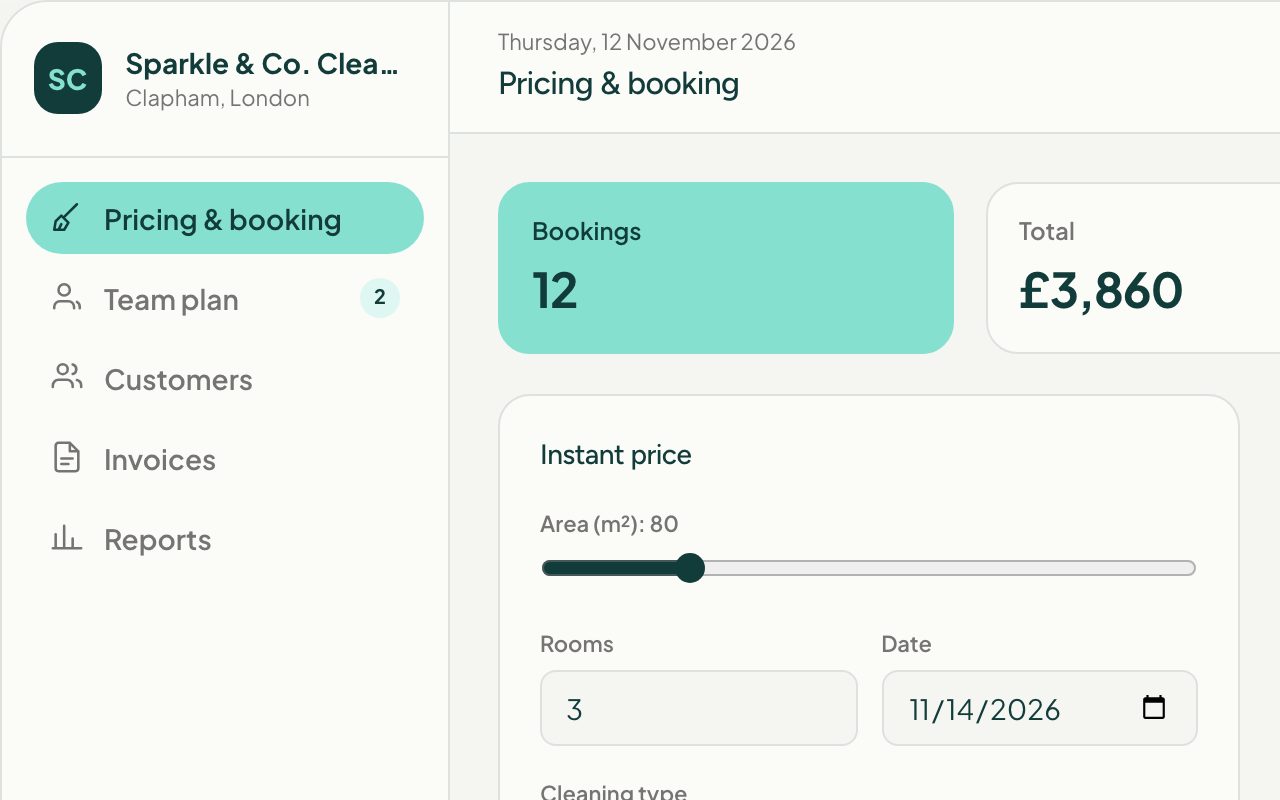 SC
Sparkle & Co. Clea…
Clapham, London
Pricing & booking
Team plan
2
Customers
Invoices
Reports
Thursday, 12 November 2026
Pricing & booking
Bookings
12
Total
£3,860
Instant price
Area (m²): 80
Rooms
Date
3
11/14/2026
Cleaning type